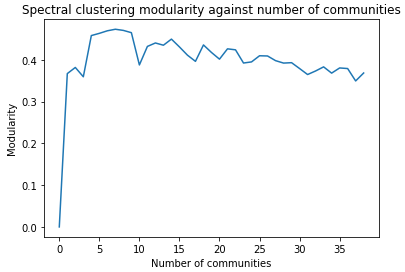 Spectral clustering modularity against number of communities
Modularity
0.4
0.3
0.2
0.1
0.0
0 5 10 15 20 25 30 35
Number of communities